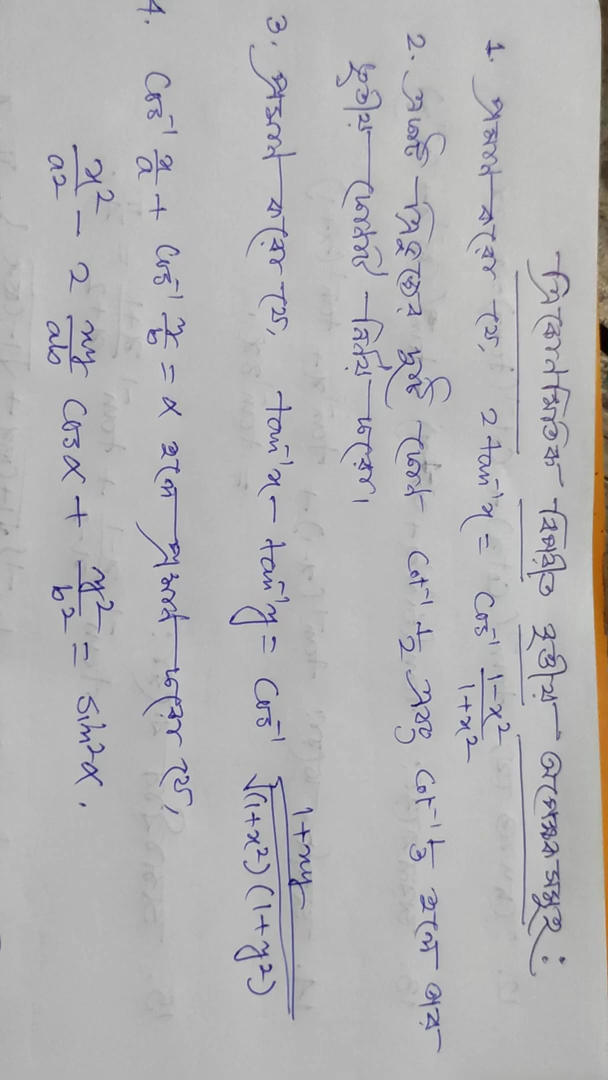 ত্রিকোণমিতিক বিপরীত বৃত্তীয় অপেক্ষকসমূহ :
1. প্রমাণ করো যে, 2 tan⁻¹x = Cos⁻¹ (1-x²)/(1+x²)
2. একটি ত্রিভুজের দুটি কোণ Cot⁻¹ 1/2 এবং Cot⁻¹ 1/3 হলে তার
তৃতীয় কোণটি নির্ণয় করো।
3. প্রমাণ করো যে, tan⁻¹x - tan⁻¹y = Cos⁻¹ (1+xy)/√((1+x²)(1+y²))
4. Cos⁻¹ x/a + Cos⁻¹ y/b = α হলে প্রমাণ করো যে,
x²/a² - 2 xy/ab Cosα + y²/b² = Sin²α.